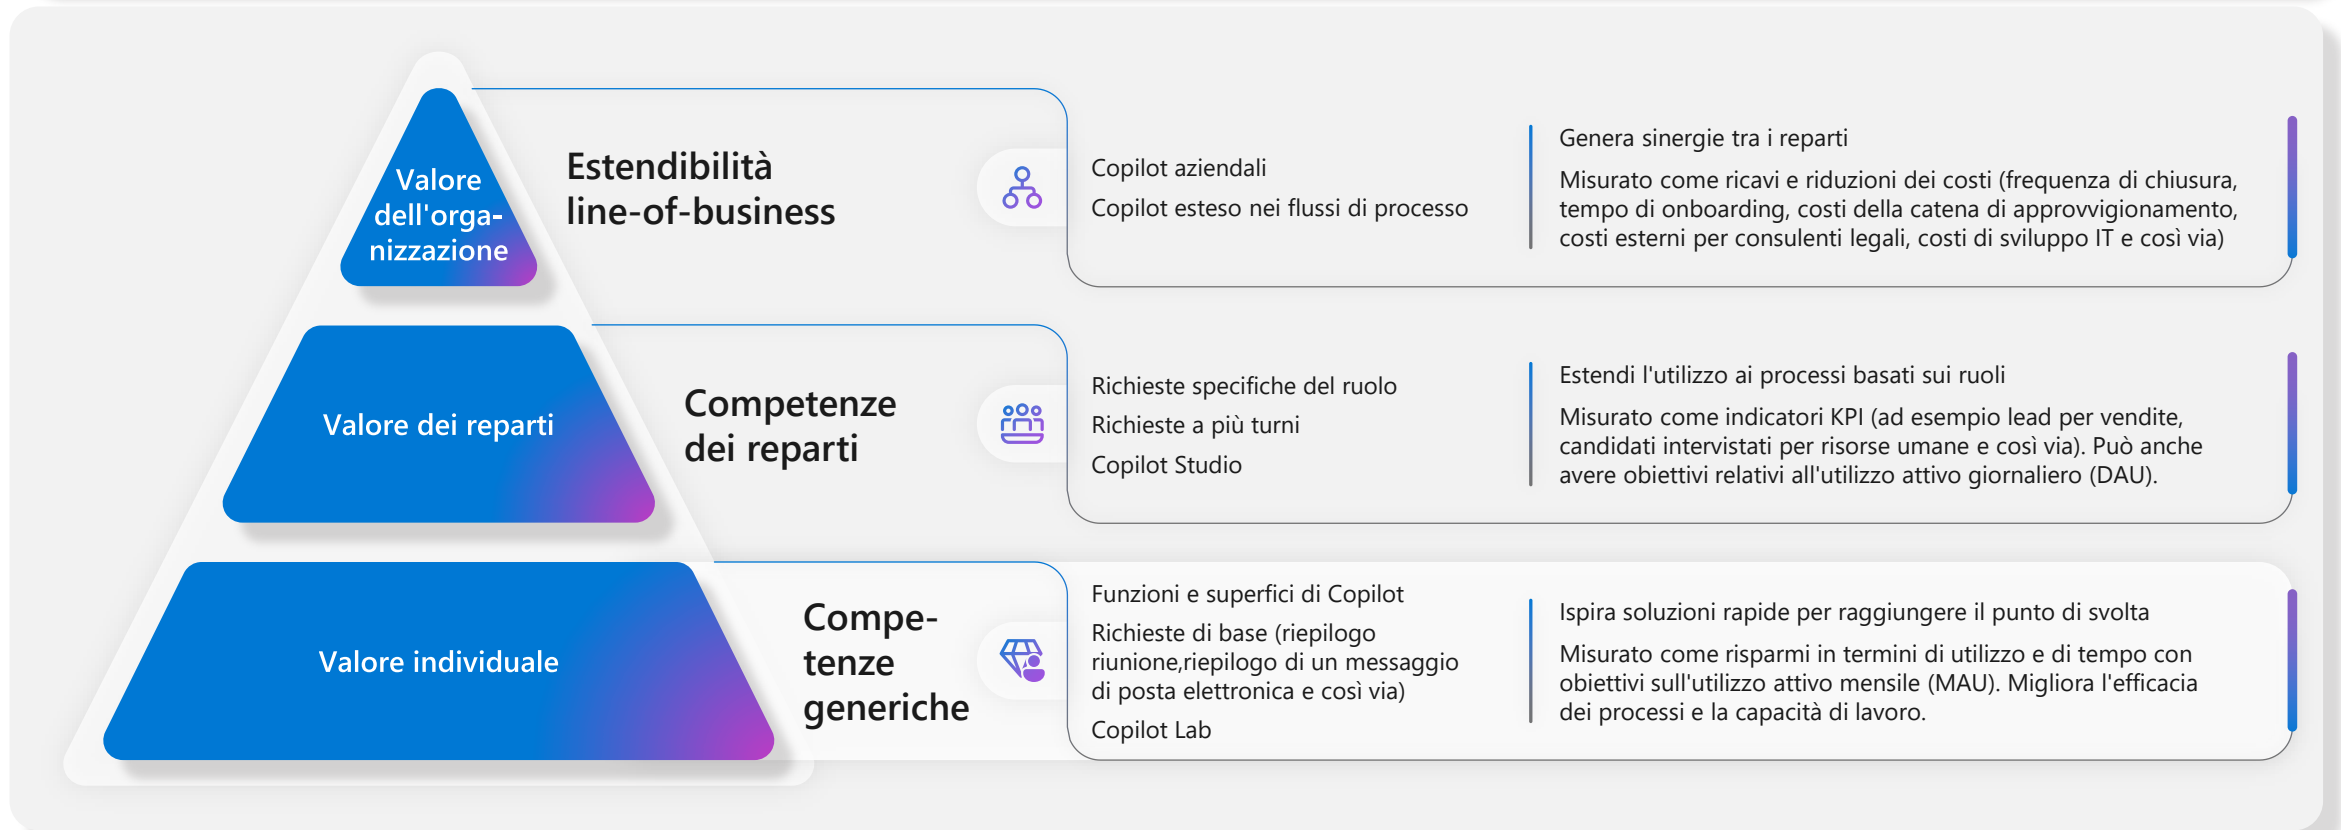 Valore
dell'orga-
nizzazione
Estendibilità
line-of-business
Copilot aziendali
Copilot esteso nei flussi di processo
Genera sinergie tra i reparti
Misurato come ricavi e riduzioni dei costi (frequenza di chiusura,
tempo di onboarding, costi della catena di approvvigionamento,
costi esterni per consulenti legali, costi di sviluppo IT e così via)
Valore dei reparti
Competenze
dei reparti
Richieste specifiche del ruolo
Richieste a più turni
Copilot Studio
Estendi l'utilizzo ai processi basati sui ruoli
Misurato come indicatori KPI (ad esempio lead per vendite,
candidati intervistati per risorse umane e così via). Può anche
avere obiettivi relativi all'utilizzo attivo giornaliero (DAU).
Valore individuale
Compe-
tenze
generiche
Funzioni e superfici di Copilot
Richieste di base (riepilogo
riunione,riepilogo di un messaggio
di posta elettronica e così via)
Copilot Lab
Ispira soluzioni rapide per raggiungere il punto di svolta
Misurato come risparmi in termini di utilizzo e di tempo con
obiettivi sull'utilizzo attivo mensile (MAU). Migliora l'efficacia
dei processi e la capacità di lavoro.